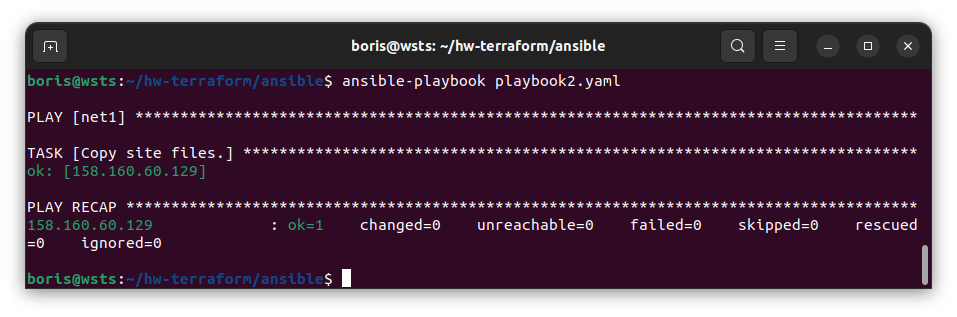 boris@wsts: ~/hw-terraform/ansible
boris@wsts:~/hw-terraform/ansible$ ansible-playbook playbook2.yaml
PLAY [net1] ***************************************************************************************
TASK [Copy site files.] ***************************************************************************
ok: [158.160.60.129]
PLAY RECAP ****************************************************************************************
158.160.60.129             : ok=1    changed=0    unreachable=0    failed=0    skipped=0    rescued
=0    ignored=0
boris@wsts:~/hw-terraform/ansible$